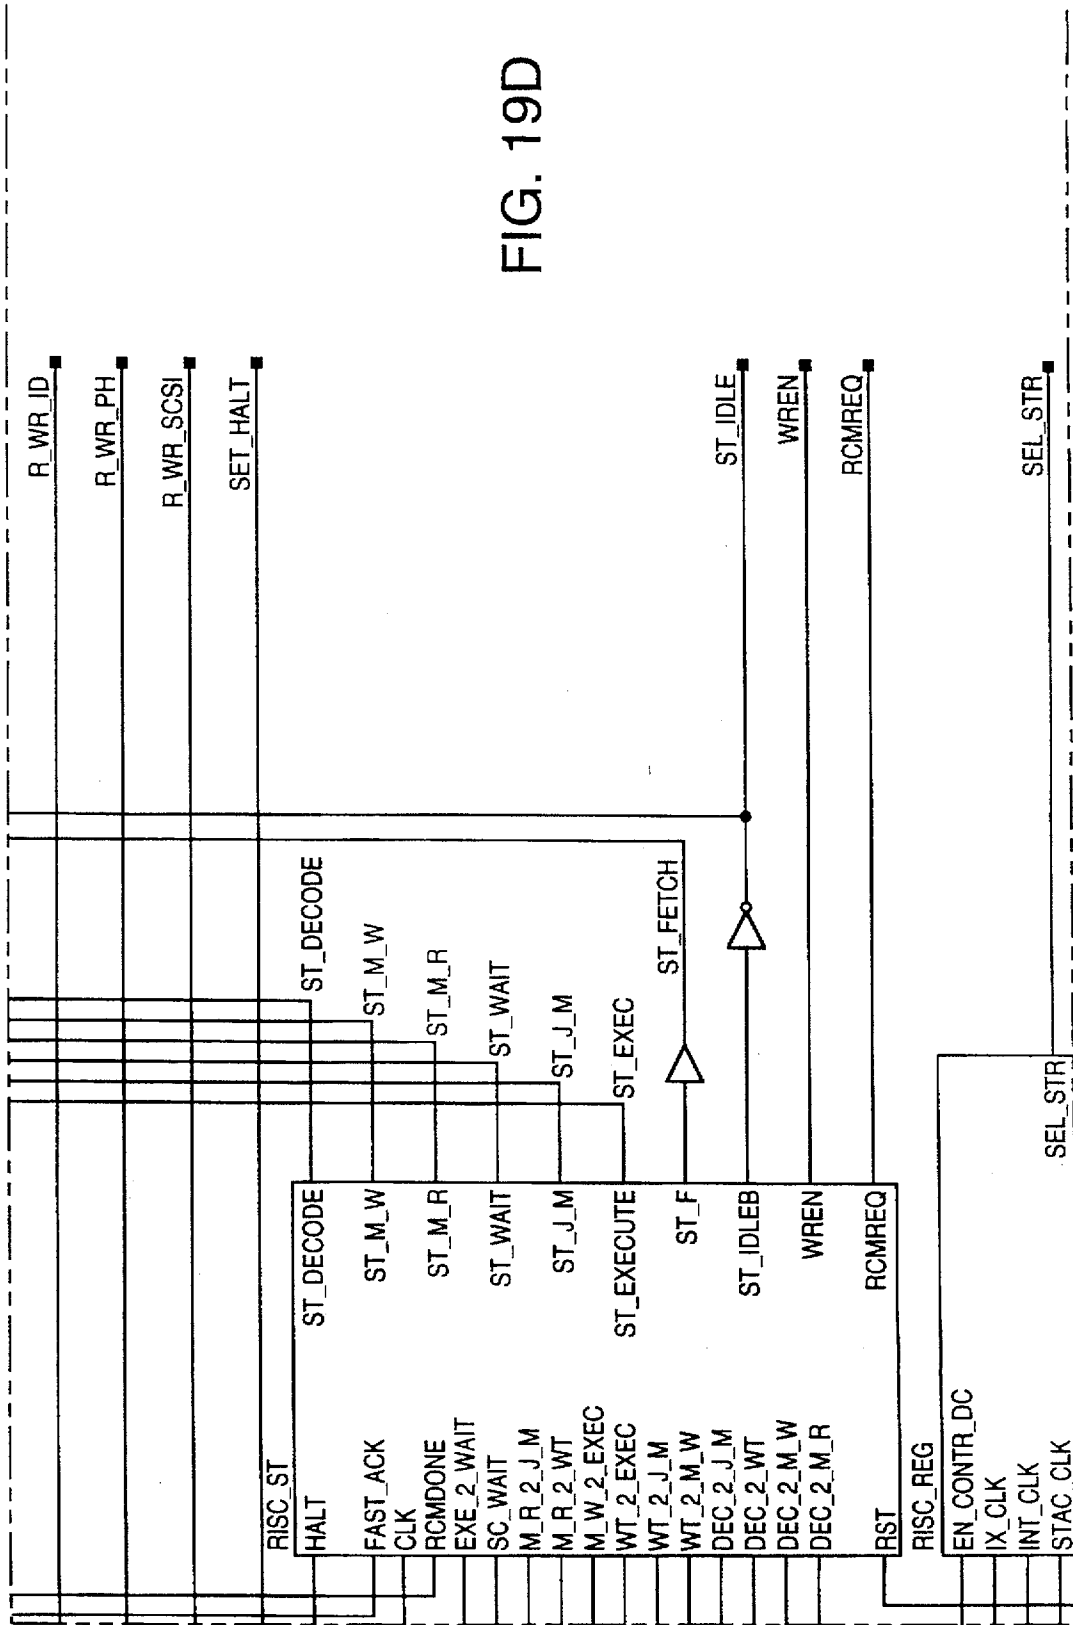 FIG. 19D
R_WR_ID
R_WR_PH
R_WR_SCSI
SET_HALT
ST_IDLE
WREN
RCMREQ
SEL_STR
ST_DECODE
ST_M_W
ST_M_R
ST_WAIT
ST_J_M
ST_EXEC
ST_FETCH
RISC_ST
HALT
FAST_ACK
CLK
RCMDONE
EXE_2_WAIT
SC_WAIT
M_R_2_J_M
M_R_2_WT
M_W_2_EXEC
WT_2_EXEC
WT_2_J_M
WT_2_M_W
DEC_2_J_M
DEC_2_WT
DEC_2_M_W
DEC_2_M_R
RST
ST_DECODE
ST_M_W
ST_M_R
ST_WAIT
ST_J_M
ST_EXECUTE
ST_F
ST_IDLEB
WREN
RCMREQ
RISC_REG
EN_CONTR_DC
IX_CLK
INT_CLK
STAC_CLK
SEL_STR